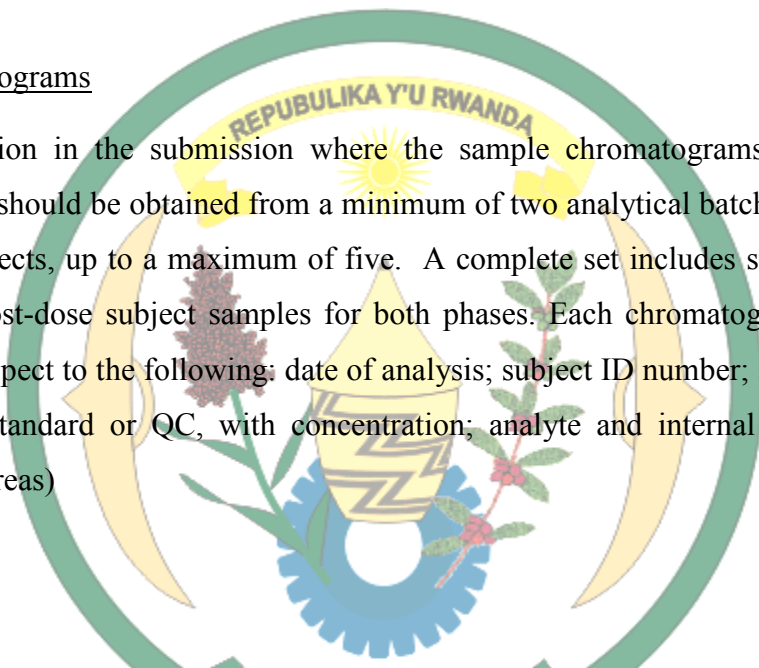 ograms
REPUBULIKA Y'U RWANDA
ion in the submission where the sample chromatograms
should be obtained from a minimum of two analytical batch
ects, up to a maximum of five. A complete set includes s
ost-dose subject samples for both phases. Each chromatog
pect to the following: date of analysis; subject ID number;
tandard or QC, with concentration; analyte and internal
reas)